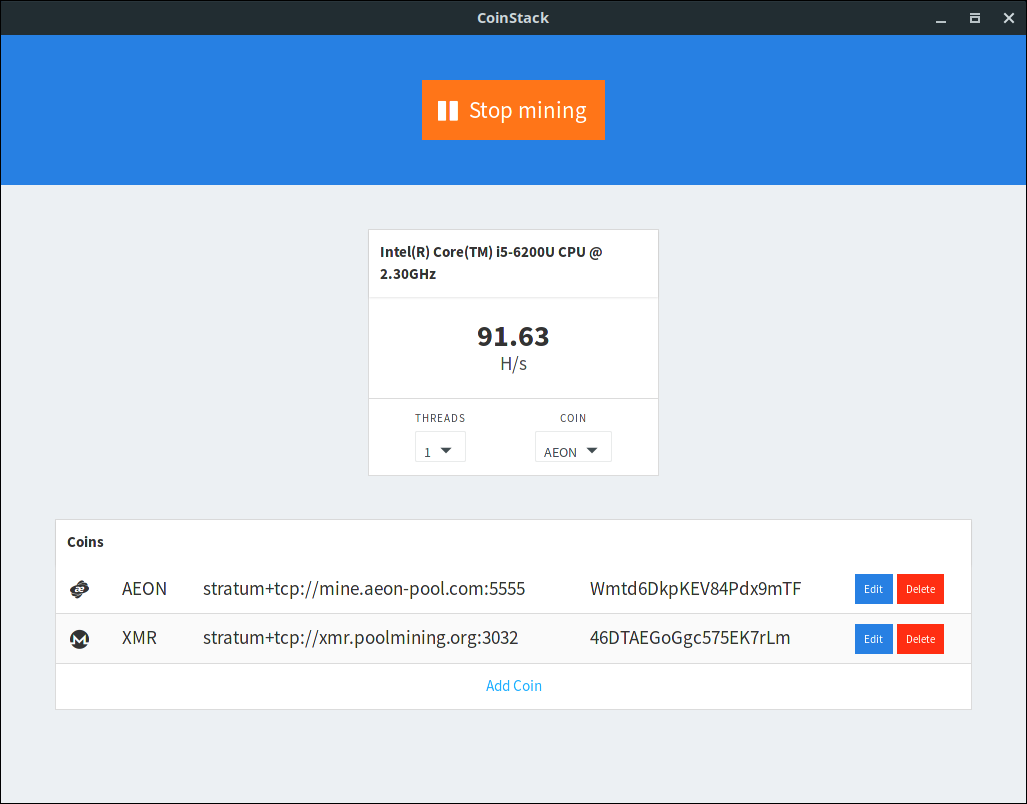 CoinStack
Stop mining
Intel(R) Core(TM) i5-6200U CPU @
2.30GHz
91.63
H/s
THREADS COIN
1 AEON
Coins
æ AEON stratum+tcp://mine.aeon-pool.com:5555 Wmtd6DkpKEV84Pdx9mTF Edit Delete
XMR stratum+tcp://xmr.poolmining.org:3032 46DTAEGoGgc575EK7rLm Edit Delete
Add Coin